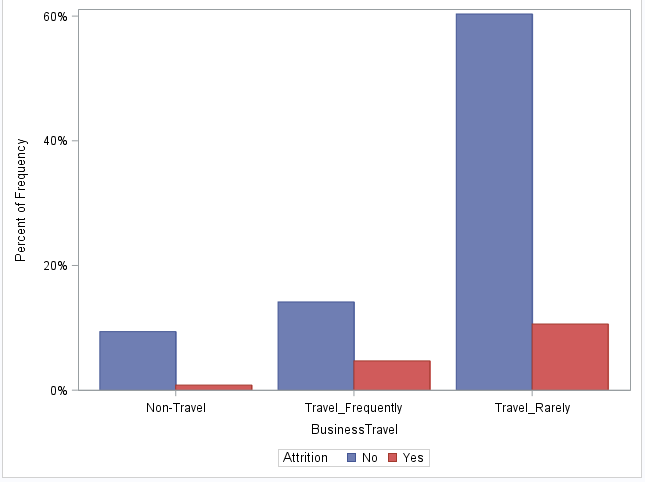 60%
40%
20%
0%
Percent of Frequency
Non-Travel Travel_Frequently Travel_Rarely
BusinessTravel
Attrition No Yes